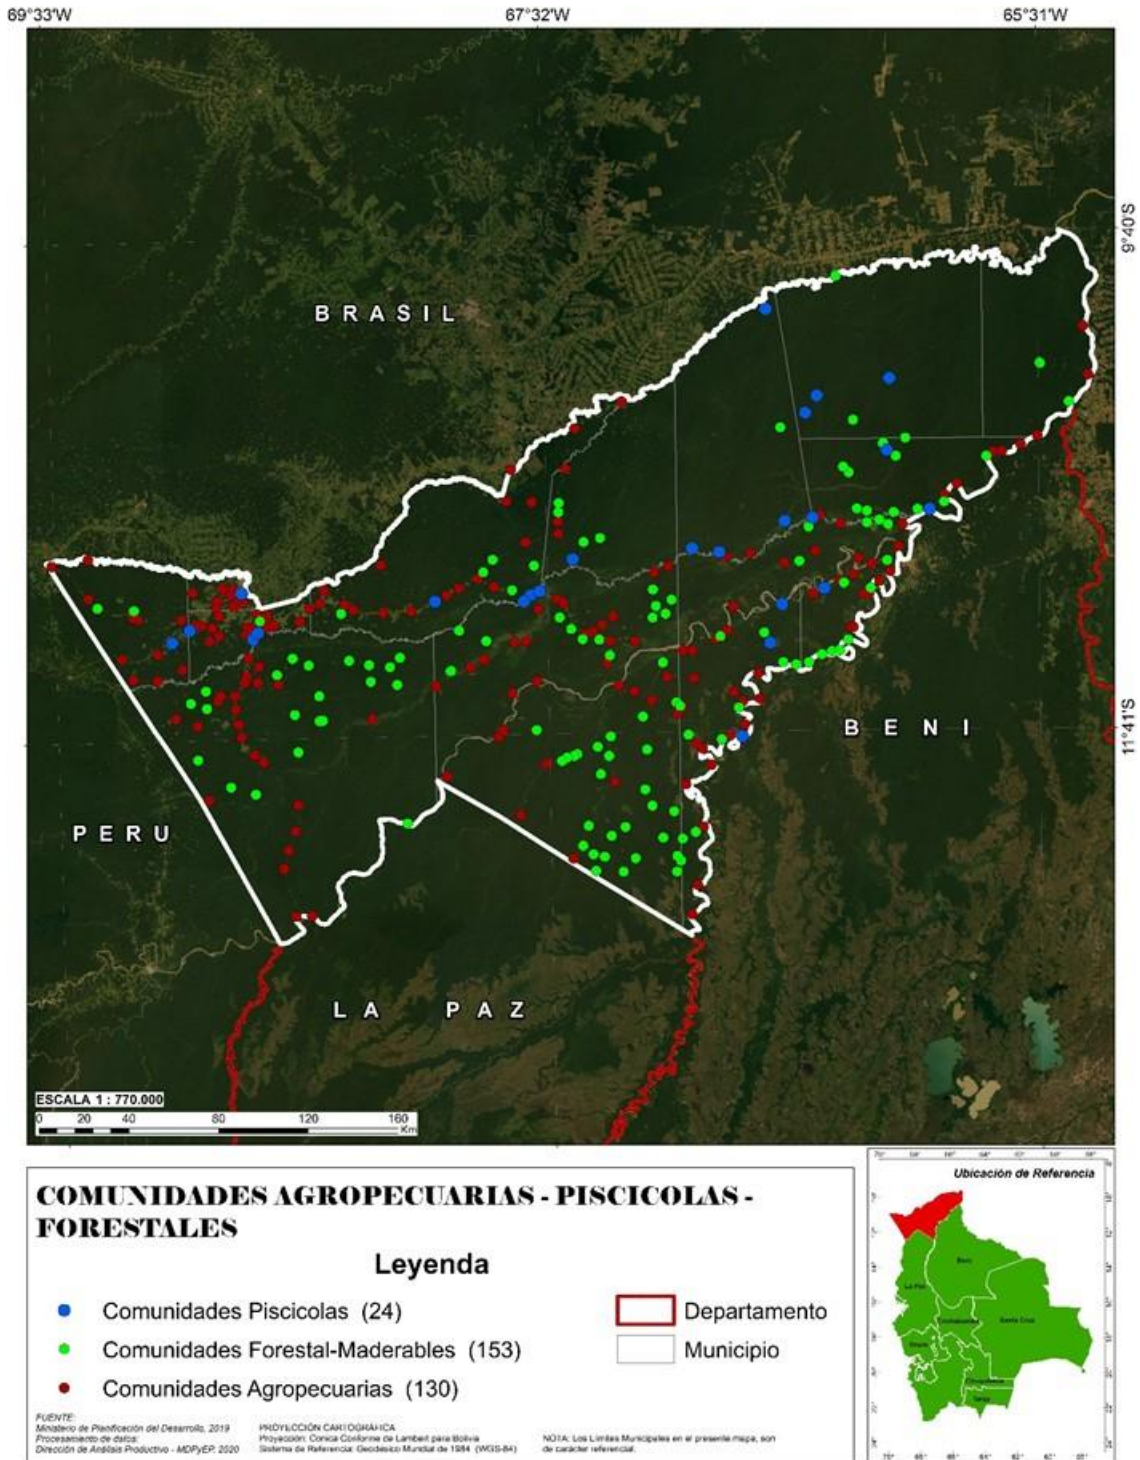 69°33'W 67°32'W 65°31'W
9°40'S
BRASIL
11°41'S
BENI
PERU
LA PAZ
ESCALA 1 : 770.000
0 20 40 80 120 160
Km
COMUNIDADES AGROPECUARIAS - PISCICOLAS -
FORESTALES
Leyenda
Comunidades Piscicolas (24)
Comunidades Forestal-Maderables (153)
Comunidades Agropecuarias (130)
Departamento
Municipio
FUENTE:
Ministerio de Planificación del Desarrollo, 2019
Procesamiento de datos:
Dirección de Análisis Productivo - MDPyEP, 2020
PROYECCIÓN CARTOGRÁFICA
Proyección: Conica Conforme de Lambert para Bolivia
Sistema de Referencia: Geodésico Mundial de 1984 (WGS-84)
NOTA: Los Límites Municipales en el presente mapa, son
de carácter referencial.
Ubicación de Referencia
Beni
La Paz
Cochabamba
Santa Cruz
Oruro
Chuquisaca
Tarija